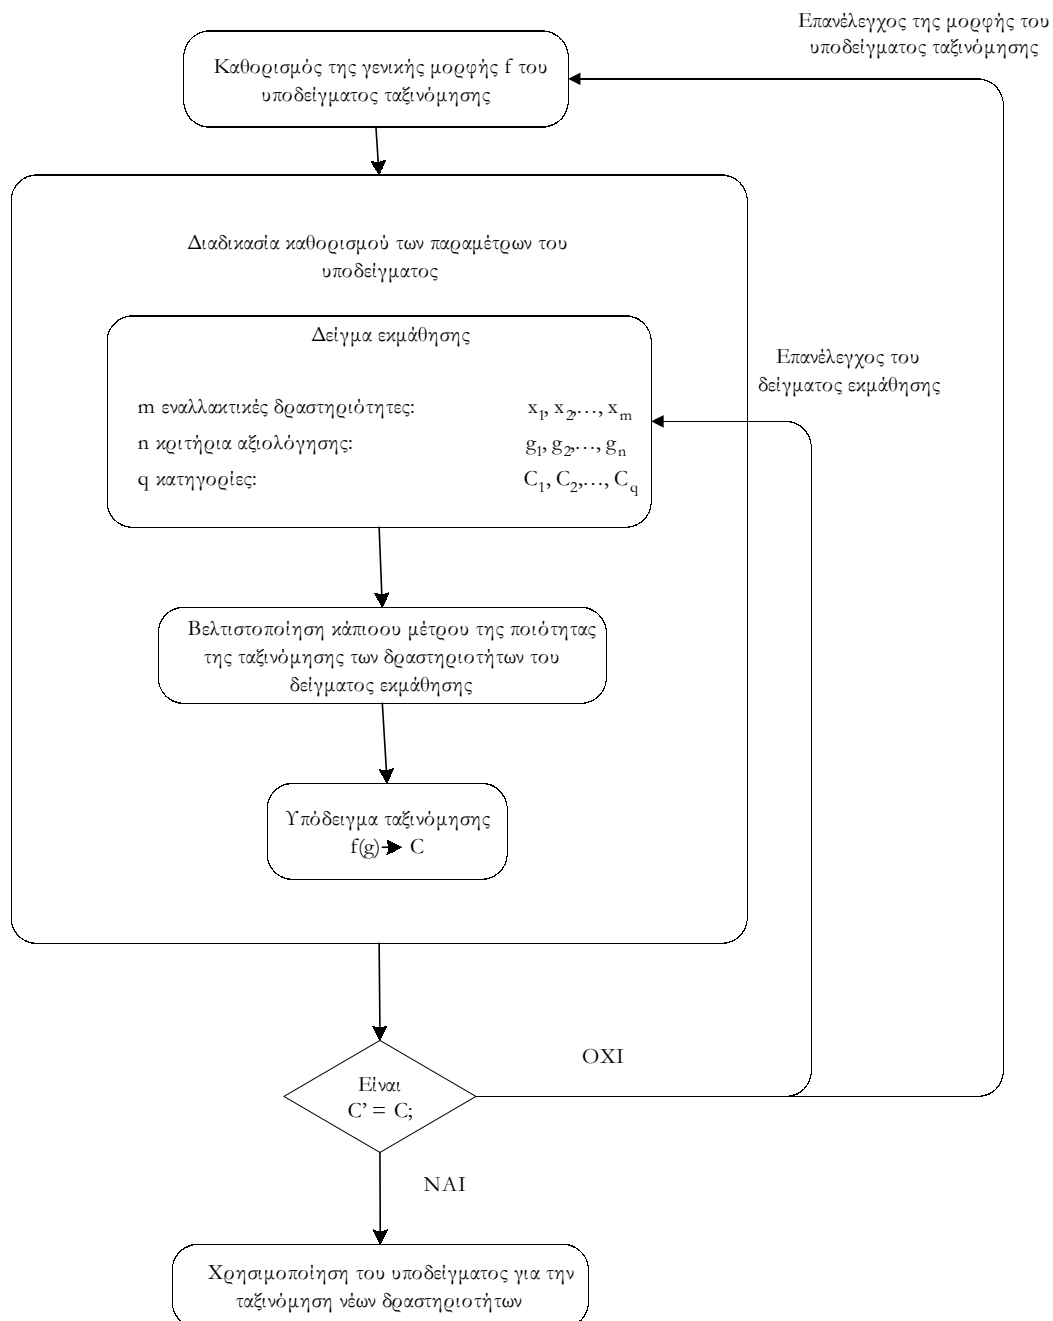 Επανέλεγχος της μορφής του
υποδείγματος ταξινόμησης
Καθορισμός της γενικής μορφής f του
υποδείγματος ταξινόμησης
Διαδικασία καθορισμού των παραμέτρων του
υποδείγματος
Δείγμα εκμάθησης
Επανέλεγχος του
δείγματος εκμάθησης
m εναλλακτικές δραστηριότητες: x₁, x₂,…, xₘ
n κριτήρια αξιολόγησης: g₁, g₂,…, gₙ
q κατηγορίες: C₁, C₂,…, C_q
Βελτιστοποίηση κάπιοου μέτρου της ποιότητας
της ταξινόμησης των δραστηριοτήτων του
δείγματος εκμάθησης
Υπόδειγμα ταξινόμησης
f(g)→ C
ΟΧΙ
Είναι
C’ = C;
ΝΑΙ
Χρησιμοποίηση του υποδείγματος για την
ταξινόμηση νέων δραστηριοτήτων